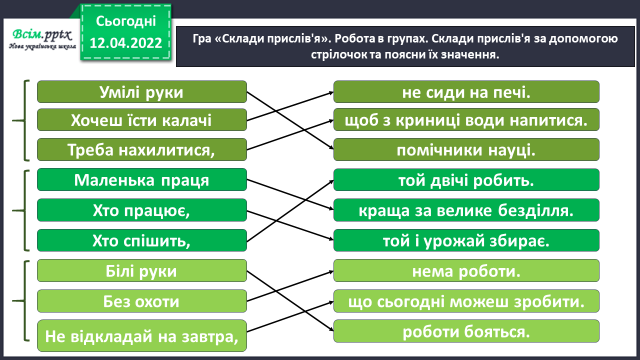 Всім.pptx
Нова українська школа
Сьогодні
12.04.2022
Гра «Склади прислів'я». Робота в групах. Склади прислів'я за допомогою
стрілочок та поясни їх значення.
Умілі руки
не сиди на печі.
Хочеш їсти калачі
щоб з криниці води напитися.
Треба нахилитися,
помічники науці.
Маленька праця
той двічі робить.
Хто працює,
краща за велике безділля.
Хто спішить,
той і урожай збирає.
Білі руки
нема роботи.
Без охоти
що сьогодні можеш зробити.
Не відкладай на завтра,
роботи бояться.